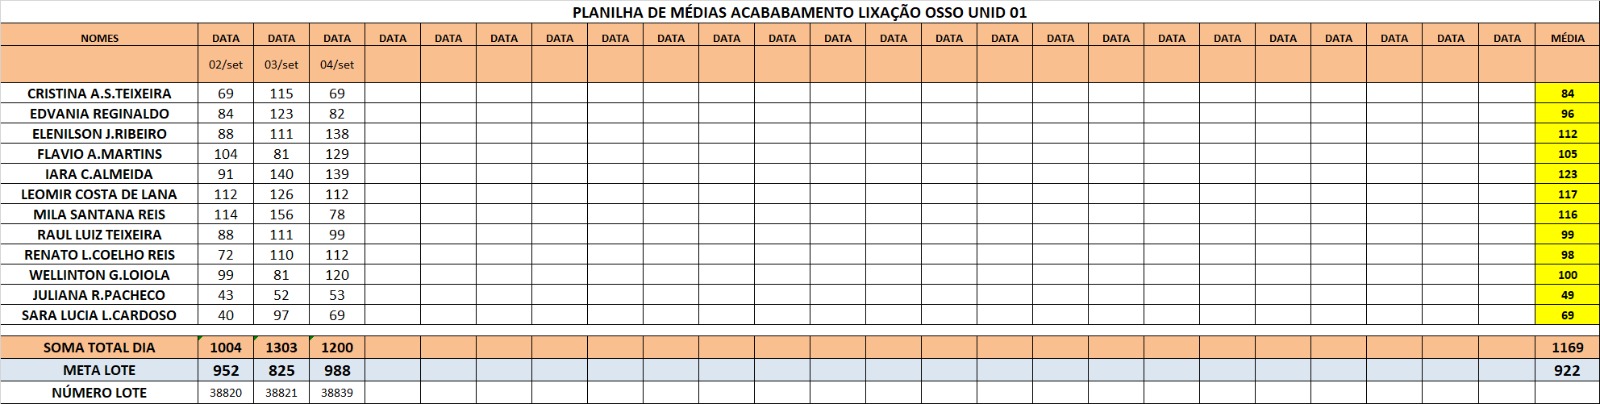 PLANILHA DE MÉDIAS ACABABAMENTO LIXAÇÃO OSSO UNID 01
NOMES DATA DATA DATA DATA DATA DATA DATA DATA DATA DATA DATA DATA DATA DATA DATA DATA DATA DATA DATA DATA DATA DATA DATA DATA MÉDIA
02/set 03/set 04/set
CRISTINA A.S.TEIXEIRA 69 115 69 84
EDVANIA REGINALDO 84 123 82 96
ELENILSON J.RIBEIRO 88 111 138 112
FLAVIO A.MARTINS 104 81 129 105
IARA C.ALMEIDA 91 140 139 123
LEOMIR COSTA DE LANA 112 126 112 117
MILA SANTANA REIS 114 156 78 116
RAUL LUIZ TEIXEIRA 88 111 99 99
RENATO L.COELHO REIS 72 110 112 98
WELLINTON G.LOIOLA 99 81 120 100
JULIANA R.PACHECO 43 52 53 49
SARA LUCIA L.CARDOSO 40 97 69 69
SOMA TOTAL DIA 1004 1303 1200 1169
META LOTE 952 825 988 922
NÚMERO LOTE 38820 38821 38839